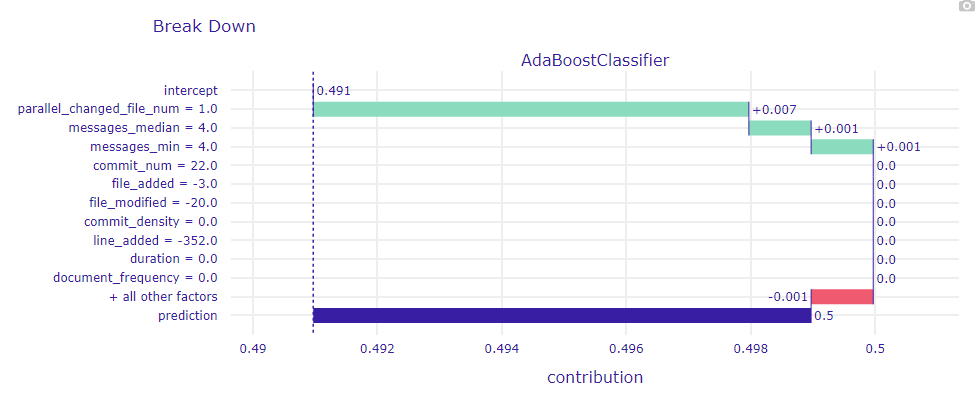 Break Down
AdaBoostClassifier
intercept 0.491
parallel_changed_file_num = 1.0 +0.007
messages_median = 4.0 +0.001
messages_min = 4.0 +0.001
commit_num = 22.0 0.0
file_added = -3.0 0.0
file_modified = -20.0 0.0
commit_density = 0.0 0.0
line_added = -352.0 0.0
duration = 0.0 0.0
document_frequency = 0.0 0.0
+ all other factors -0.001
prediction 0.5
0.49 0.492 0.494 0.496 0.498 0.5
contribution